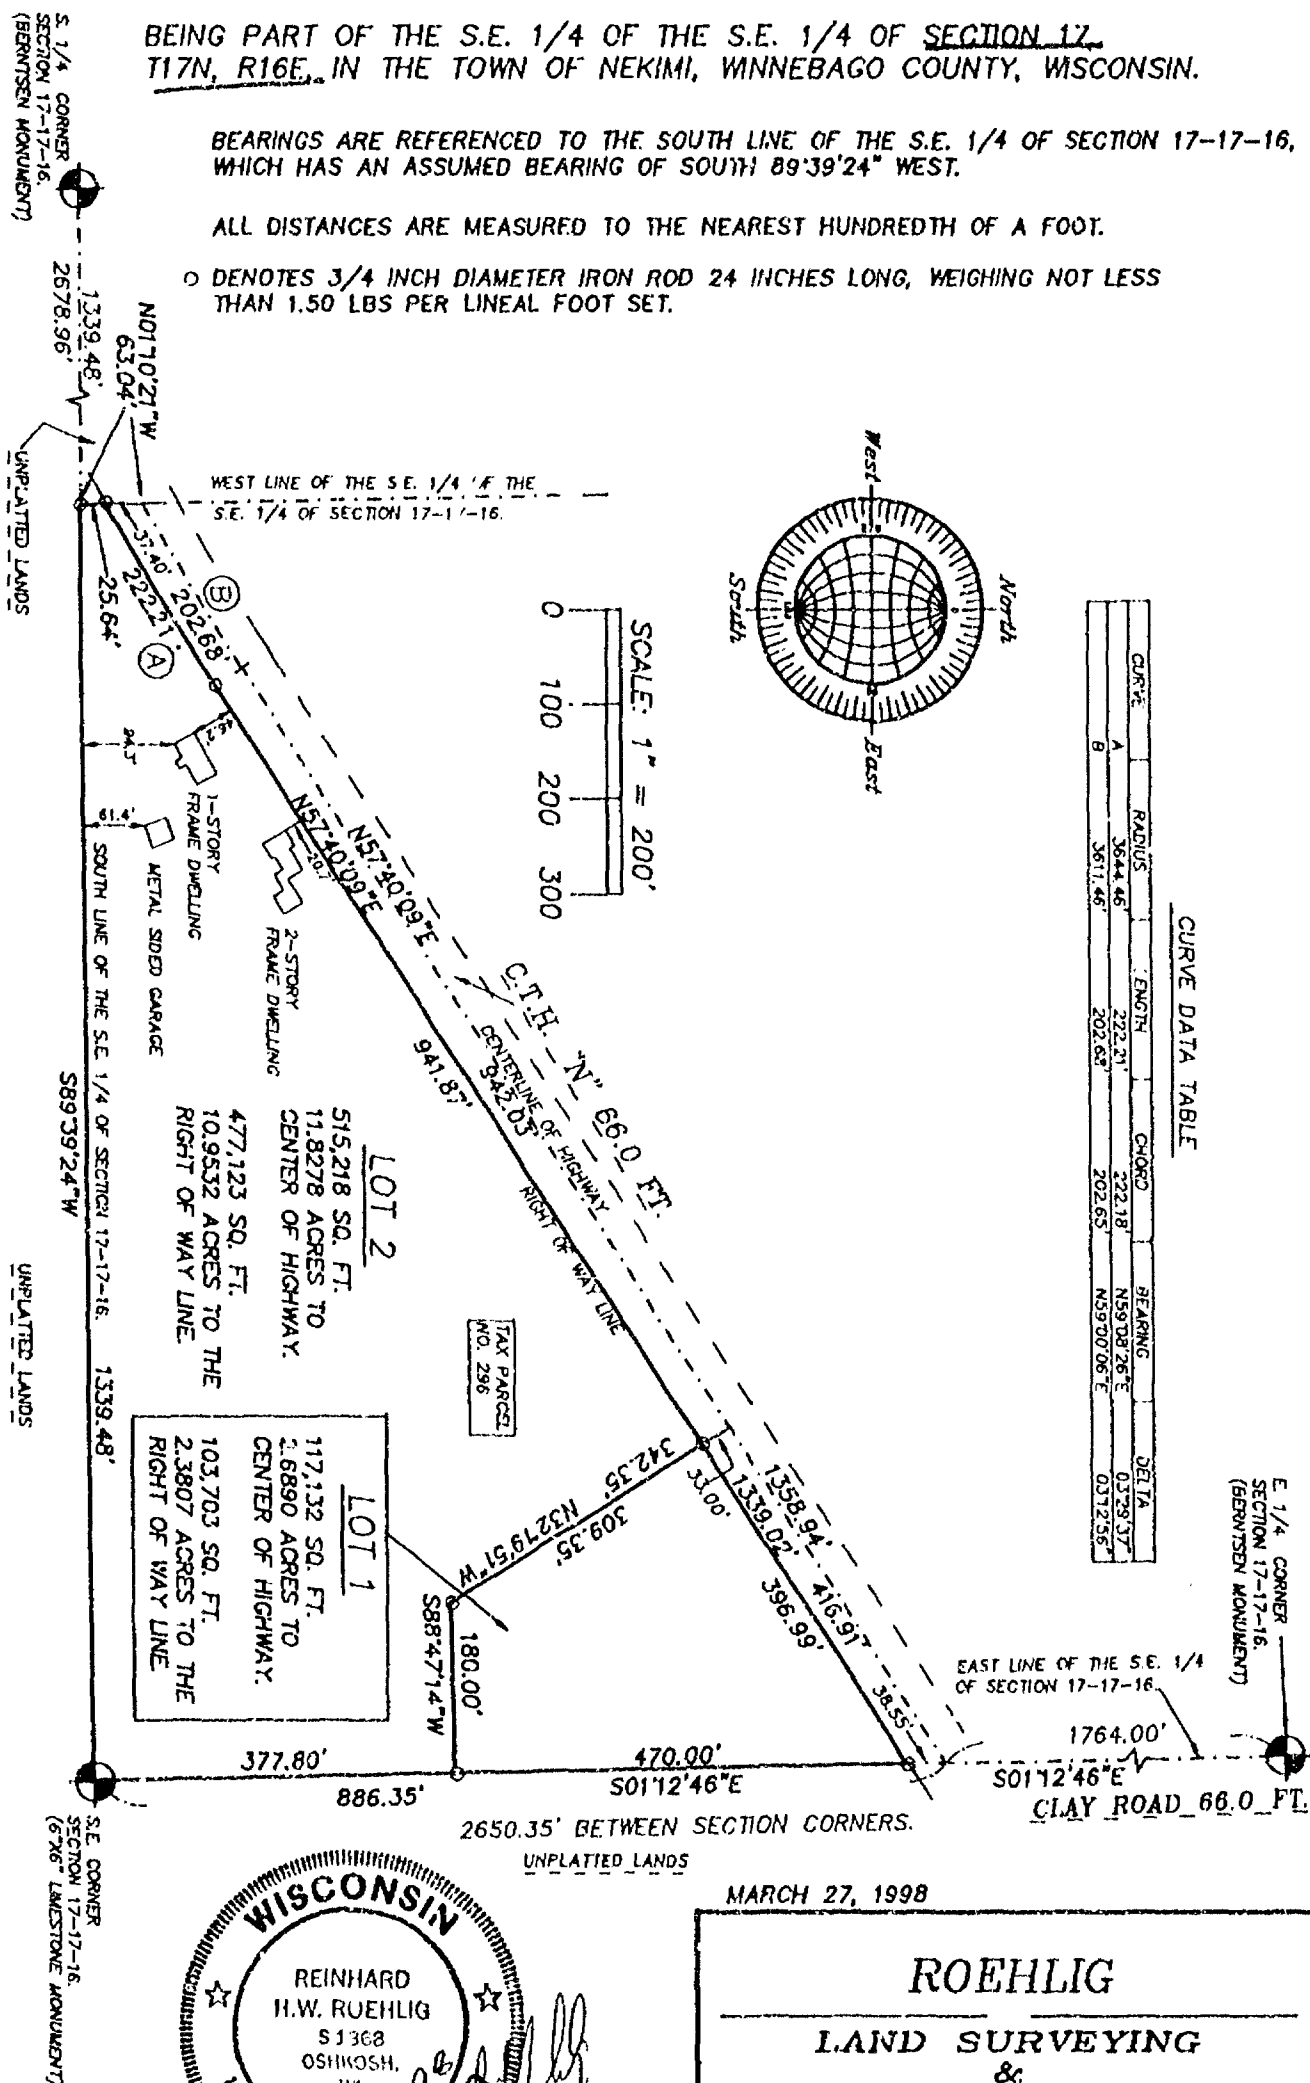 BEING PART OF THE S.E. 1/4 OF THE S.E. 1/4 OF SECTION 17,
T17N, R16E, IN THE TOWN OF NEKIMI, WINNEBAGO COUNTY, WISCONSIN.
BEARINGS ARE REFERENCED TO THE SOUTH LINE OF THE S.E. 1/4 OF SECTION 17-17-16,
WHICH HAS AN ASSUMED BEARING OF SOUTH 89°39'24" WEST.
ALL DISTANCES ARE MEASURED TO THE NEAREST HUNDREDTH OF A FOOT.
O DENOTES 3/4 INCH DIAMETER IRON ROD 24 INCHES LONG, WEIGHING NOT LESS
THAN 1.50 LBS PER LINEAL FOOT SET.
S. 1/4 CORNER
SECTION 17-17-16.
(BERNTSEN MONUMENT)
1339.48'
2678.96'
N01°10'21"W
63.04'
UNPLATTED LANDS
WEST LINE OF THE S.E. 1/4 OF THE
S.E. 1/4 OF SECTION 17-17-16.
37.40'
202.68'
222.21'
25.64'
B
A
West
North
South
East
SCALE: 1" = 200'
0 100 200 300
CURVE DATA TABLE
CURVE RADIUS LENGTH CHORD BEARING DELTA
A 3644.46' 222.21' 222.18' N59°08'26"E 03°29'37"
B 3611.46' 202.68' 202.65' N59°00'06"E 03°12'56"
46.2'
94.5'
61.4'
1-STORY
FRAME DWELLING
METAL SIDED GARAGE
20.7'
2-STORY
FRAME DWELLING
N57°40'09"E
N57°40'09"E
C.T.H. "N" 66.0 FT.
CENTERLINE OF HIGHWAY
942.03'
941.87'
RIGHT OF WAY LINE
SOUTH LINE OF THE S.E. 1/4 OF SECTION 17-17-16. 1339.48'
S89°39'24"W
UNPLATTED LANDS
LOT 2
515,218 SQ. FT.
11.8278 ACRES TO
CENTER OF HIGHWAY.
477,123 SQ. FT.
10.9532 ACRES TO THE
RIGHT OF WAY LINE.
TAX PARCEL
NO. 296
LOT 1
117,132 SQ. FT.
2.6890 ACRES TO
CENTER OF HIGHWAY.
103,703 SQ. FT.
2.3807 ACRES TO THE
RIGHT OF WAY LINE
342.35'
309.35'
N32°19'51"W
33.00'
1358.94'
1339.02'
416.91'
396.99'
38.55'
180.00'
S88°47'14"W
E. 1/4 CORNER
SECTION 17-17-16.
(BERNTSEN MONUMENT)
EAST LINE OF THE S.E. 1/4
OF SECTION 17-17-16.
1764.00'
S01°12'46"E
CLAY ROAD 66.0 FT.
377.80'
470.00'
S01°12'46"E
886.35'
2650.35' BETWEEN SECTION CORNERS.
UNPLATTED LANDS
S.E. CORNER
SECTION 17-17-16.
(6"X6" LIMESTONE MONUMENT)
WISCONSIN
REINHARD
H.W. ROEHLIG
S 1368
OSHKOSH,
MARCH 27, 1998
ROEHLIG
LAND SURVEYING
&